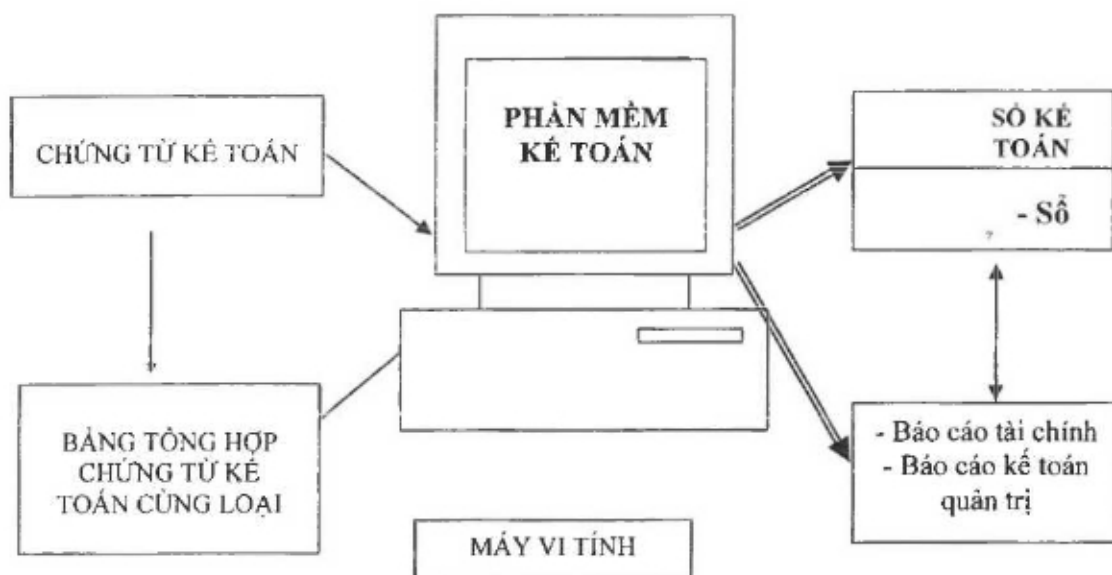 CHỨNG TỪ KẾ TOÁN
PHẦN MỀM
KẾ TOÁN
SỔ KẾ
TOÁN
- Sổ
BẢNG TỔNG HỢP
CHỨNG TỪ KẾ
TOÁN CÙNG LOẠI
- Báo cáo tài chính
- Báo cáo kế toán
quản trị
MÁY VI TÍNH